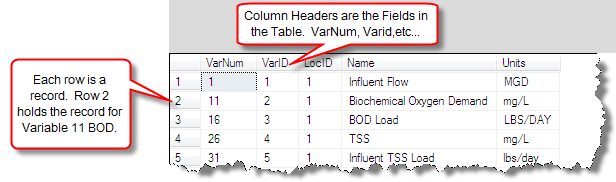 Column Headers are the Fields in
the Table. VarNum, Varid,etc...
Each row is a
record. Row 2
holds the record for
Variable 11 BOD.
VarNum VarID LocID Name Units
1 1 1 1 Influent Flow MGD
2 11 2 1 Biochemical Oxygen Demand mg/L
3 16 3 1 BOD Load LBS/DAY
4 26 4 1 TSS mg/L
5 31 5 1 Influent TSS Load lbs/day